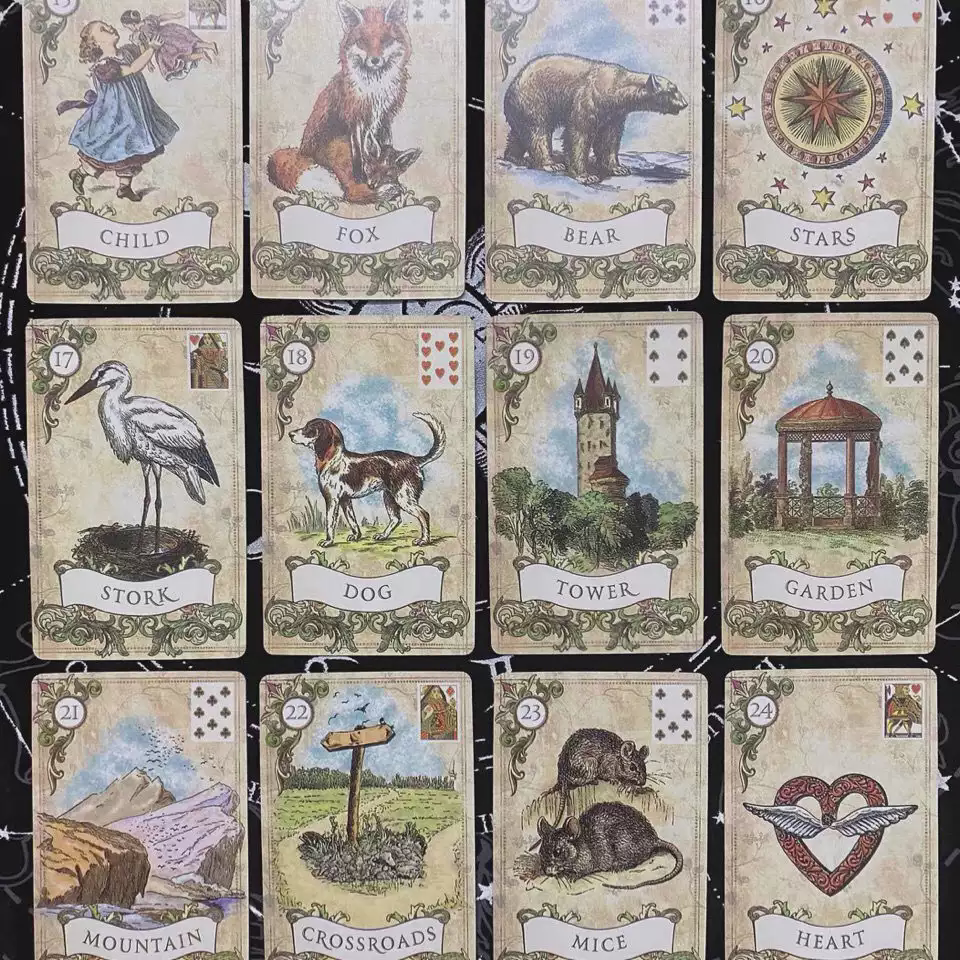 CHILD
FOX
BEAR
STARS
17
18
19
20
STORK
DOG
TOWER
GARDEN
21
22
23
24
MOUNTAIN
CROSSROADS
MICE
HEART